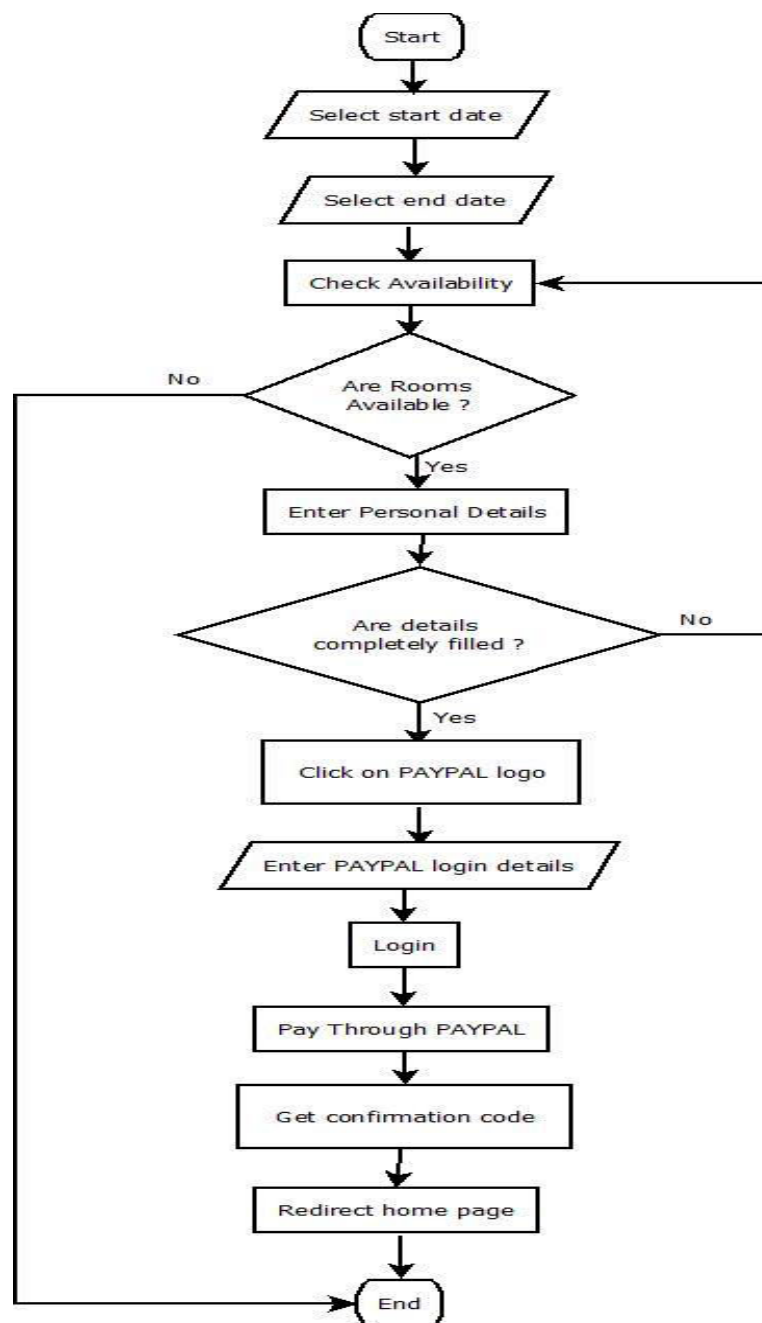 Start
Select start date
Select end date
Check Availability
No
Are Rooms
Available ?
Yes
Enter Personal Details
Are details
completely filled ?
No
Yes
Click on PAYPAL logo
Enter PAYPAL login details
Login
Pay Through PAYPAL
Get confirmation code
Redirect home page
End